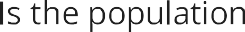 Is the population